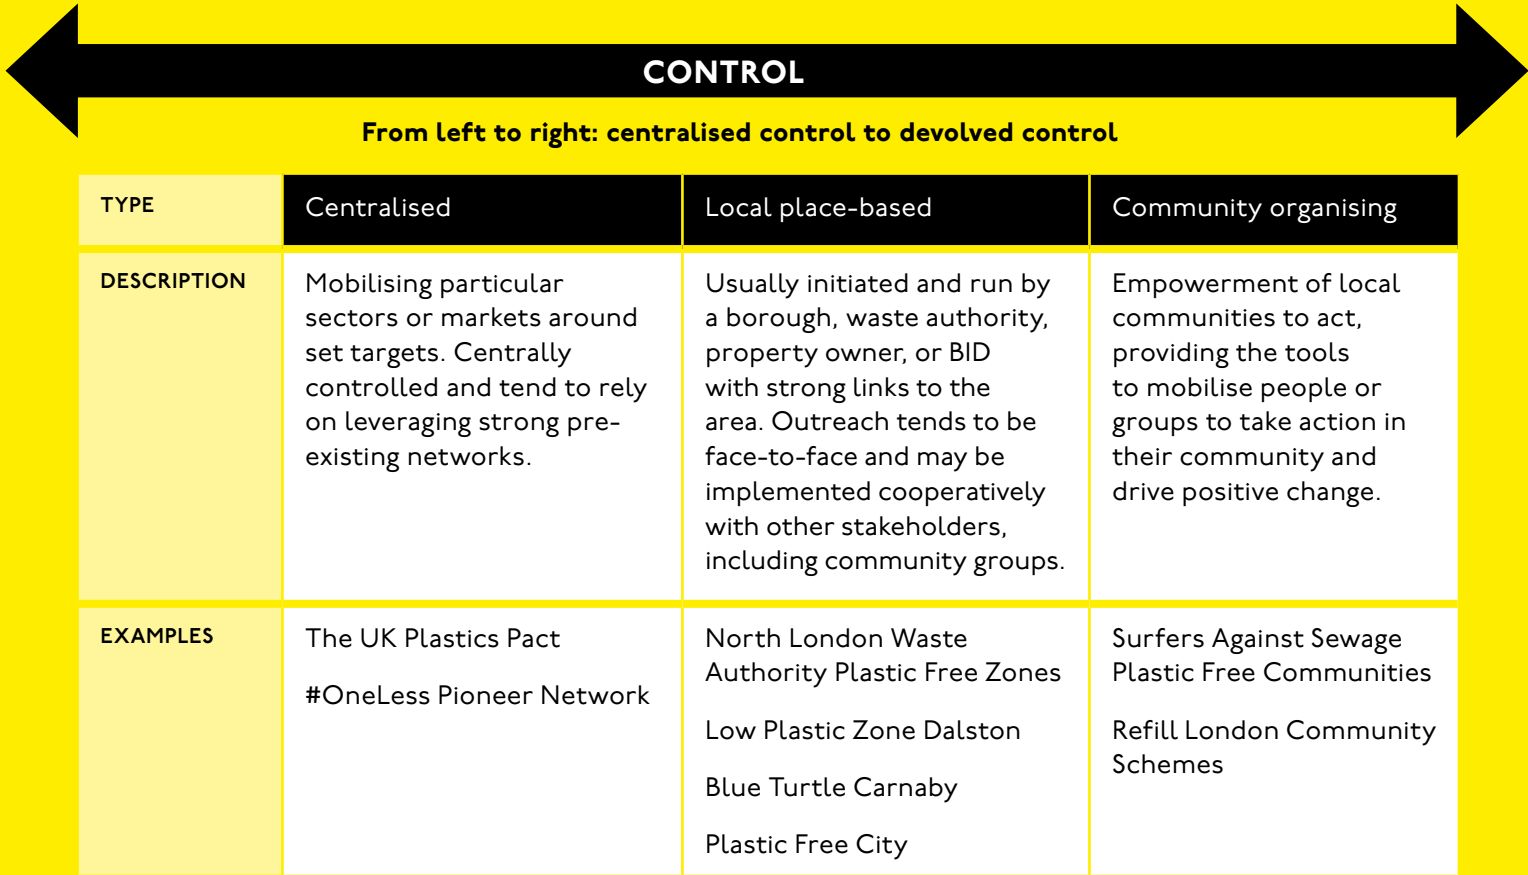 CONTROL
From left to right: centralised control to devolved control
TYPE
Centralised
Local place-based
Community organising
DESCRIPTION
Mobilising particular
sectors or markets around
set targets. Centrally
controlled and tend to rely
on leveraging strong pre-
existing networks.
Usually initiated and run by
a borough, waste authority,
property owner, or BID
with strong links to the
area. Outreach tends to be
face-to-face and may be
implemented cooperatively
with other stakeholders,
including community groups.
Empowerment of local
communities to act,
providing the tools
to mobilise people or
groups to take action in
their community and
drive positive change.
EXAMPLES
The UK Plastics Pact
#OneLess Pioneer Network
North London Waste
Authority Plastic Free Zones
Low Plastic Zone Dalston
Blue Turtle Carnaby
Plastic Free City
Surfers Against Sewage
Plastic Free Communities
Refill London Community
Schemes